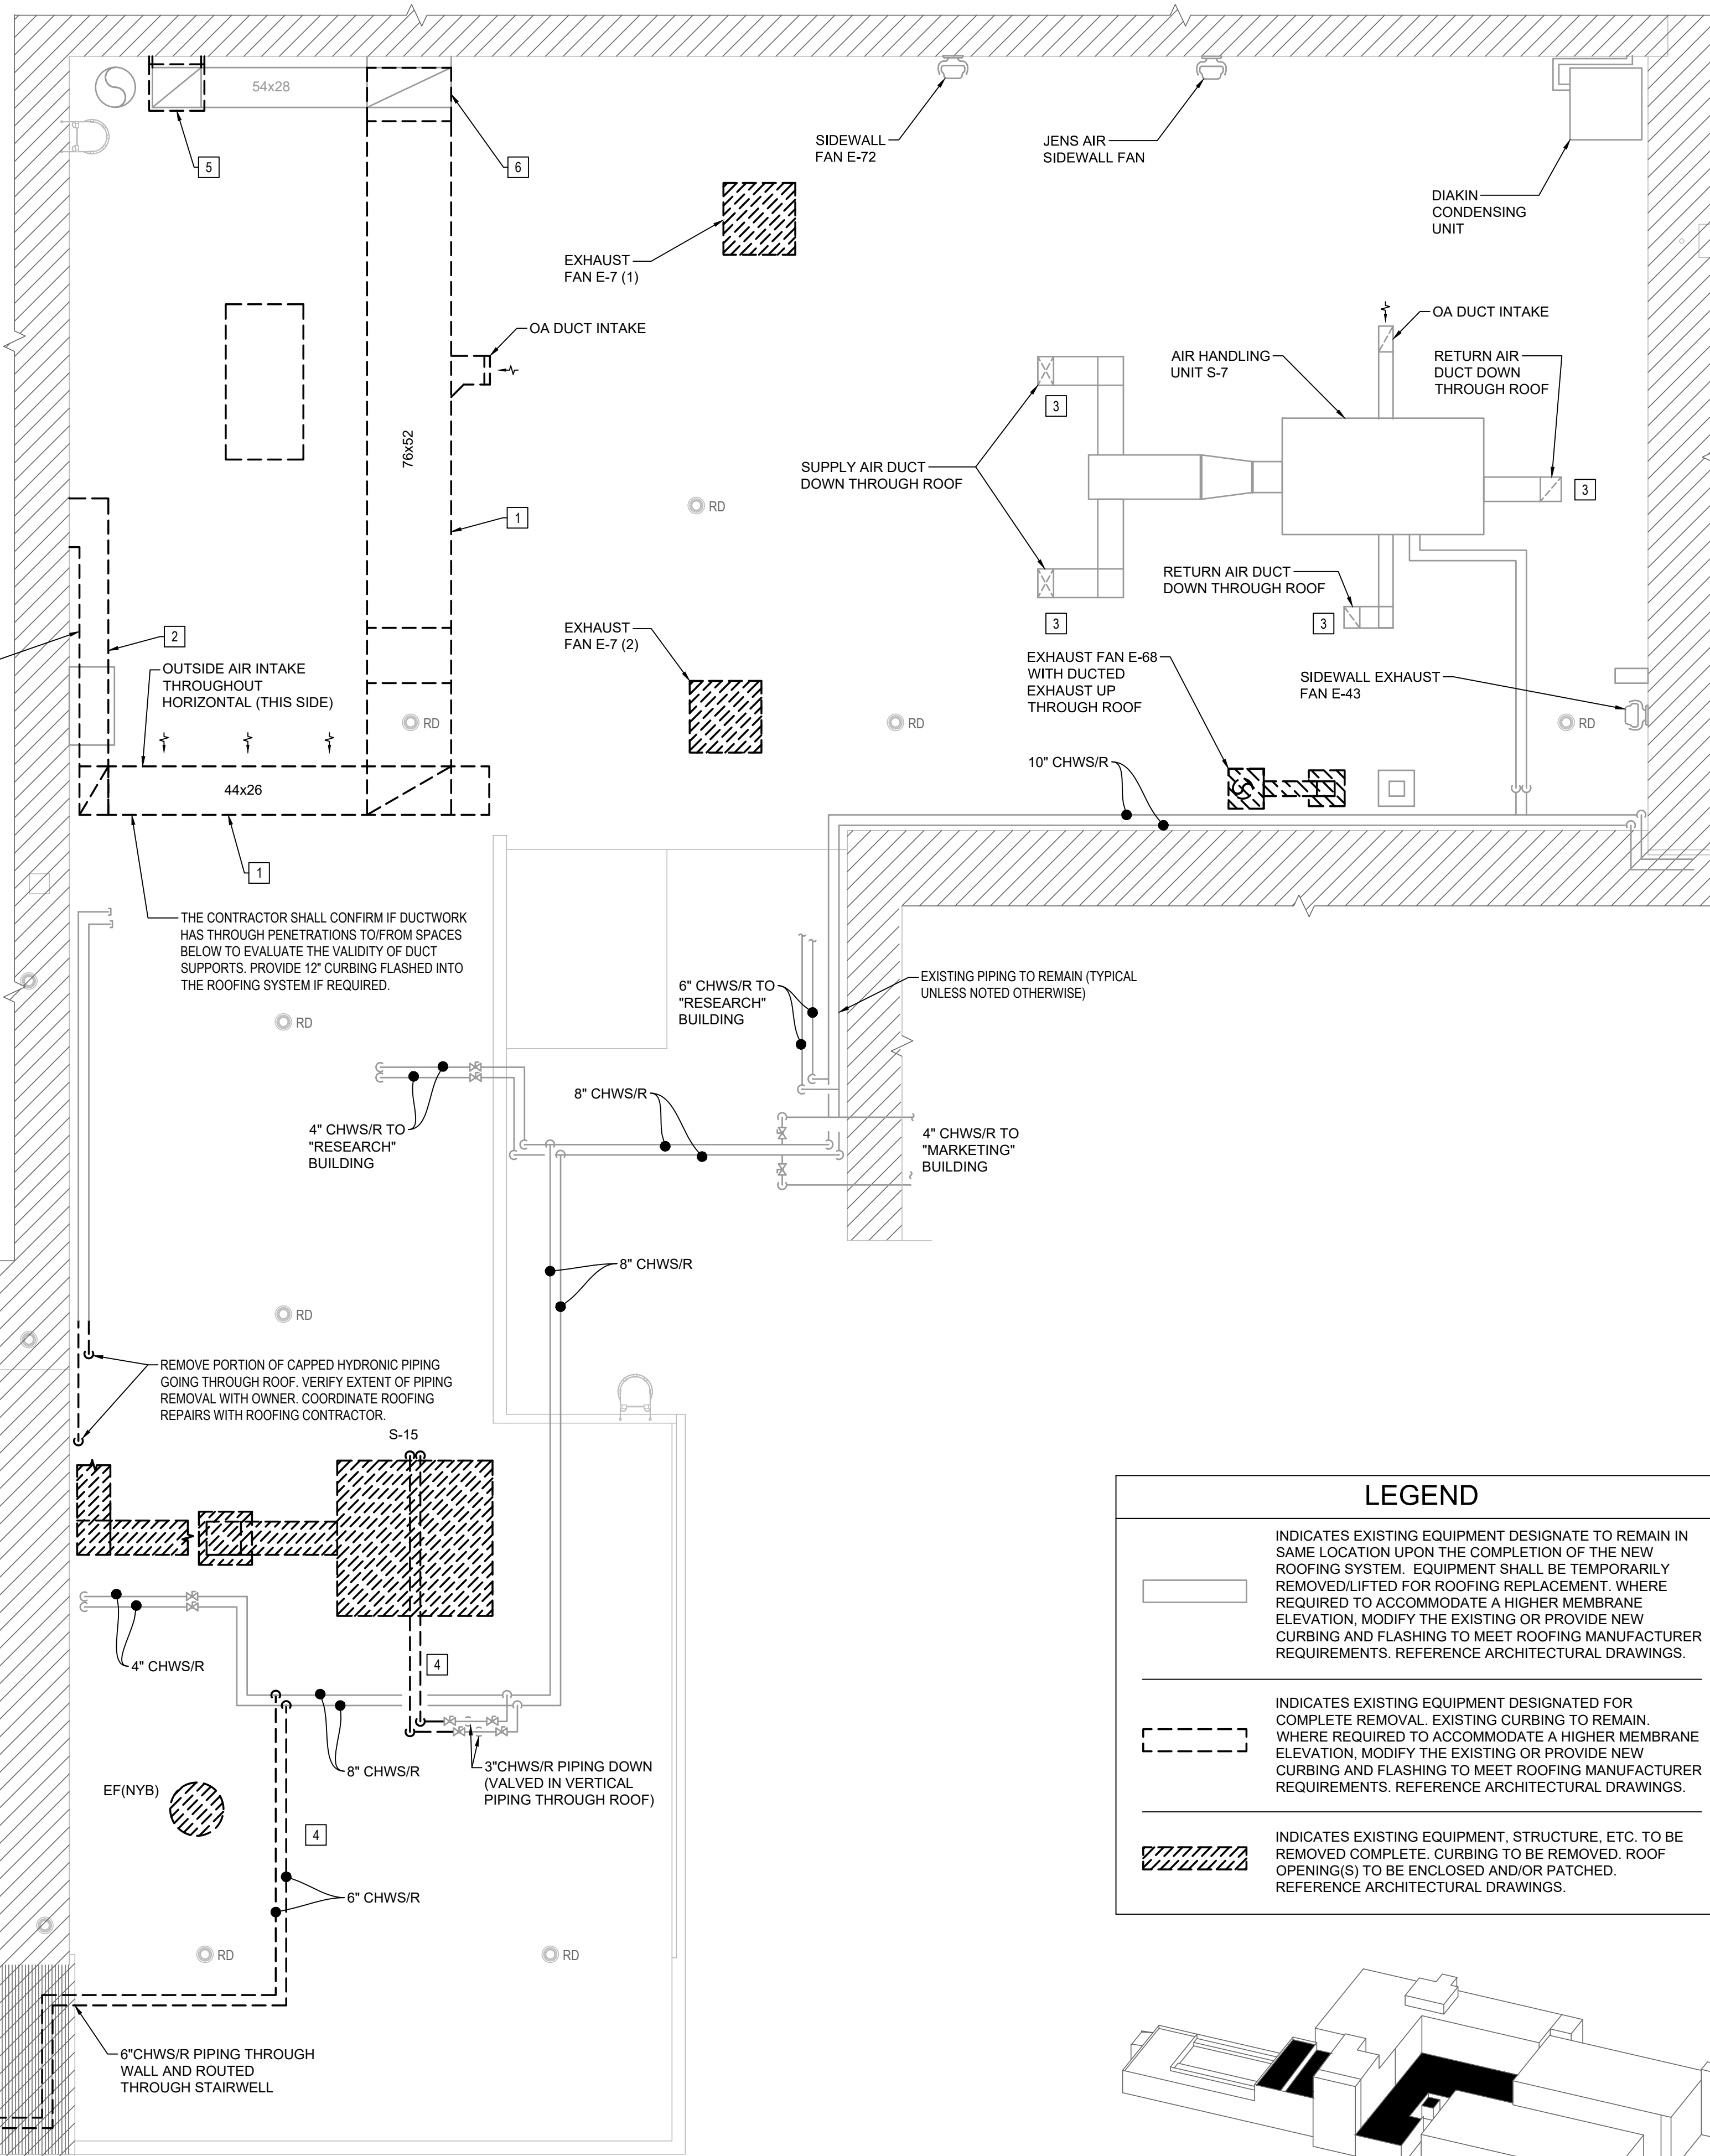 54x28
5
6
SIDEWALL
FAN E-72
JENS AIR
SIDEWALL FAN
DIAKIN
CONDENSING
UNIT
EXHAUST
FAN E-7 (1)
OA DUCT INTAKE
76x52
1
OA DUCT INTAKE
AIR HANDLING
UNIT S-7
RETURN AIR
DUCT DOWN
THROUGH ROOF
3
SUPPLY AIR DUCT
DOWN THROUGH ROOF
3
RD
RETURN AIR DUCT
DOWN THROUGH ROOF
3
3
2
OUTSIDE AIR INTAKE
THROUGHOUT
HORIZONTAL (THIS SIDE)
EXHAUST
FAN E-7 (2)
EXHAUST FAN E-68
WITH DUCTED
EXHAUST UP
THROUGH ROOF
SIDEWALL EXHAUST
FAN E-43
RD
RD
RD
44x26
10" CHWS/R
1
THE CONTRACTOR SHALL CONFIRM IF DUCTWORK
HAS THROUGH PENETRATIONS TO/FROM SPACES
BELOW TO EVALUATE THE VALIDITY OF DUCT
SUPPORTS. PROVIDE 12" CURBING FLASHED INTO
THE ROOFING SYSTEM IF REQUIRED.
6" CHWS/R TO
"RESEARCH"
BUILDING
EXISTING PIPING TO REMAIN (TYPICAL
UNLESS NOTED OTHERWISE)
RD
8" CHWS/R
4" CHWS/R TO
"RESEARCH"
BUILDING
4" CHWS/R TO
"MARKETING"
BUILDING
8" CHWS/R
RD
REMOVE PORTION OF CAPPED HYDRONIC PIPING
GOING THROUGH ROOF. VERIFY EXTENT OF PIPING
REMOVAL WITH OWNER. COORDINATE ROOFING
REPAIRS WITH ROOFING CONTRACTOR.
S-15
4" CHWS/R
4
8" CHWS/R
3"CHWS/R PIPING DOWN
(VALVED IN VERTICAL
PIPING THROUGH ROOF)
EF(NYB)
4
6" CHWS/R
RD
RD
6"CHWS/R PIPING THROUGH
WALL AND ROUTED
THROUGH STAIRWELL
LEGEND
INDICATES EXISTING EQUIPMENT DESIGNATE TO REMAIN IN
SAME LOCATION UPON THE COMPLETION OF THE NEW
ROOFING SYSTEM. EQUIPMENT SHALL BE TEMPORARILY
REMOVED/LIFTED FOR ROOFING REPLACEMENT. WHERE
REQUIRED TO ACCOMMODATE A HIGHER MEMBRANE
ELEVATION, MODIFY THE EXISTING OR PROVIDE NEW
CURBING AND FLASHING TO MEET ROOFING MANUFACTURER
REQUIREMENTS. REFERENCE ARCHITECTURAL DRAWINGS.
INDICATES EXISTING EQUIPMENT DESIGNATED FOR
COMPLETE REMOVAL. EXISTING CURBING TO REMAIN.
WHERE REQUIRED TO ACCOMMODATE A HIGHER MEMBRANE
ELEVATION, MODIFY THE EXISTING OR PROVIDE NEW
CURBING AND FLASHING TO MEET ROOFING MANUFACTURER
REQUIREMENTS. REFERENCE ARCHITECTURAL DRAWINGS.
INDICATES EXISTING EQUIPMENT, STRUCTURE, ETC. TO BE
REMOVED COMPLETE. CURBING TO BE REMOVED. ROOF
OPENING(S) TO BE ENCLOSED AND/OR PATCHED.
REFERENCE ARCHITECTURAL DRAWINGS.